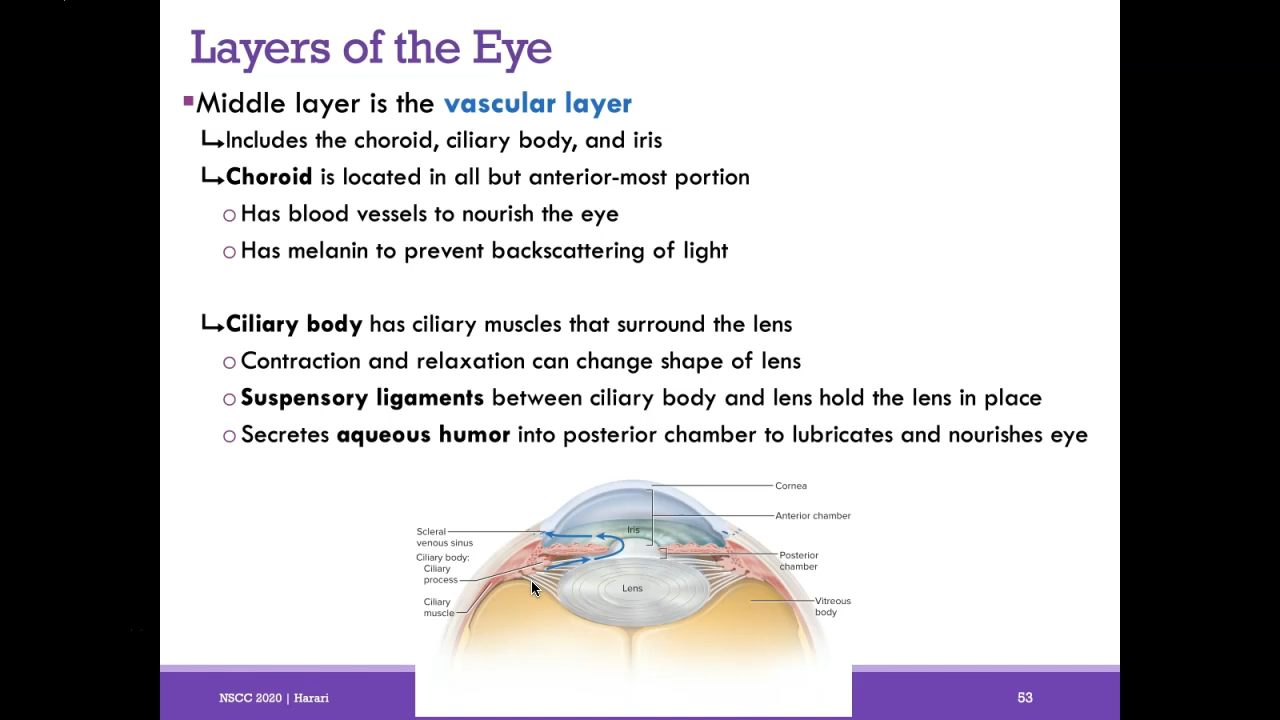 Layers of the Eye
▪Middle layer is the vascular layer
↳Includes the choroid, ciliary body, and iris
↳Choroid is located in all but anterior-most portion
○Has blood vessels to nourish the eye
○Has melanin to prevent backscattering of light
↳Ciliary body has ciliary muscles that surround the lens
○Contraction and relaxation can change shape of lens
○Suspensory ligaments between ciliary body and lens hold the lens in place
○Secretes aqueous humor into posterior chamber to lubricates and nourishes eye
Cornea
Anterior chamber
Iris
Scleral
venous sinus
Ciliary body:
Ciliary
process
Ciliary
muscle
Posterior
chamber
Lens
Vitreous
body
NSCC 2020 | Harari
53